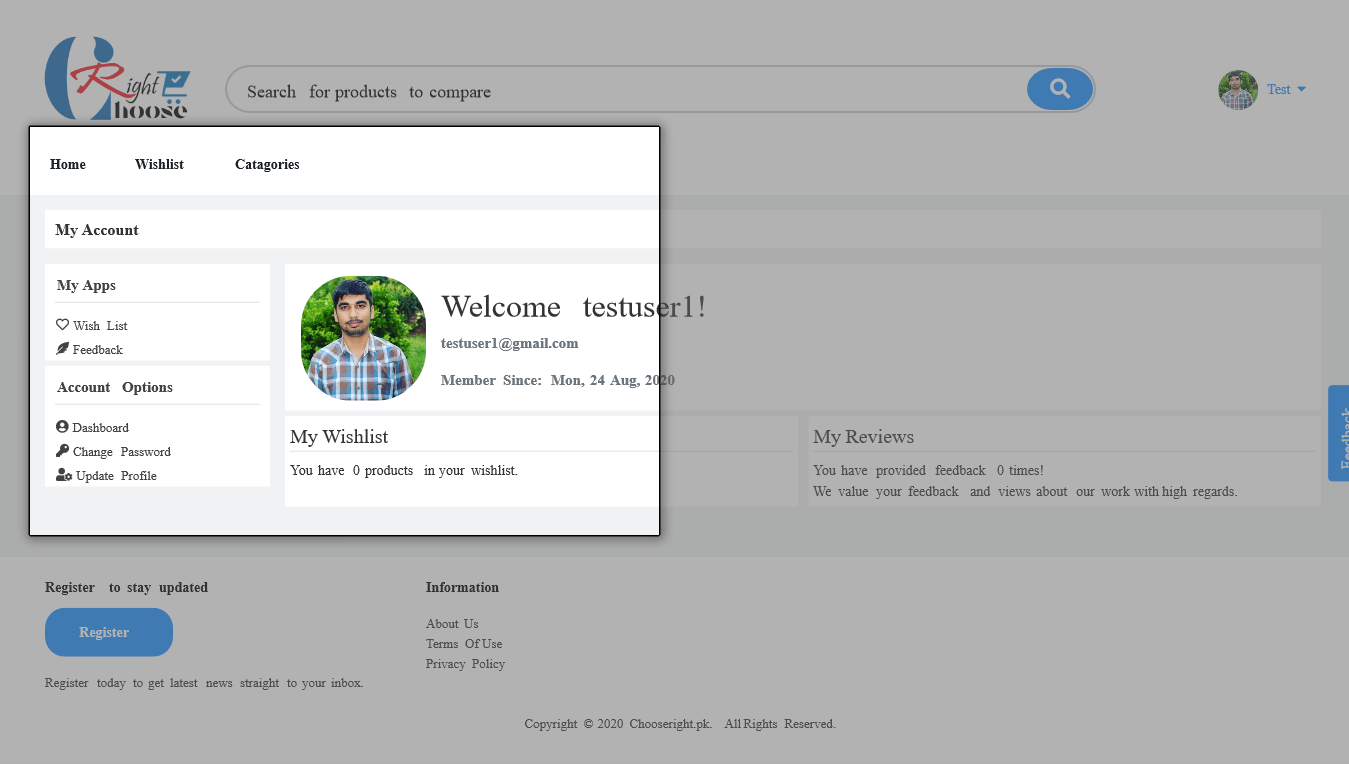 Right
Choose
Search for products to compare
Test
Home Wishlist Catagories
My Account
My Apps
Wish List
Feedback
Account Options
Dashboard
Change Password
Update Profile
Welcome testuser1!
testuser1@gmail.com
Member Since: Mon, 24 Aug, 2020
My Wishlist
You have 0 products in your wishlist.
My Reviews
You have provided feedback 0 times!
We value your feedback and views about our work with high regards.
Feedback
Register to stay updated
Register
Register today to get latest news straight to your inbox.
Information
About Us
Terms Of Use
Privacy Policy
Copyright © 2020 Chooseright.pk. All Rights Reserved.